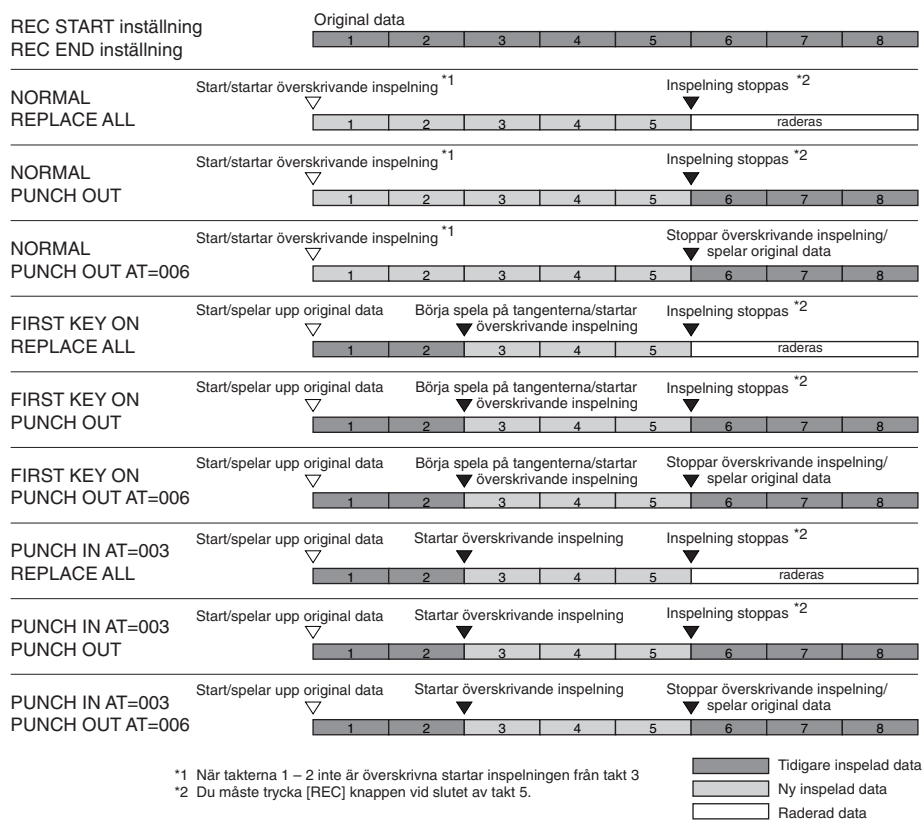 REC START inställning
REC END inställning
Original data
1 2 3 4 5 6 7 8
NORMAL
REPLACE ALL
Start/startar överskrivande inspelning *1
Inspelning stoppas *2
1 2 3 4 5 raderas
NORMAL
PUNCH OUT
Start/startar överskrivande inspelning *1
Inspelning stoppas *2
1 2 3 4 5 6 7 8
NORMAL
PUNCH OUT AT=006
Start/startar överskrivande inspelning *1
Stoppar överskrivande inspelning/
spelar original data
1 2 3 4 5 6 7 8
FIRST KEY ON
REPLACE ALL
Start/spelar upp original data
Börja spela på tangenterna/startar
överskrivande inspelning
Inspelning stoppas *2
1 2 3 4 5 raderas
FIRST KEY ON
PUNCH OUT
Start/spelar upp original data
Börja spela på tangenterna/startar
överskrivande inspelning
Inspelning stoppas *2
1 2 3 4 5 6 7 8
FIRST KEY ON
PUNCH OUT AT=006
Start/spelar upp original data
Börja spela på tangenterna/startar
överskrivande inspelning
Stoppar överskrivande inspelning/
spelar original data
1 2 3 4 5 6 7 8
PUNCH IN AT=003
REPLACE ALL
Start/spelar upp original data
Startar överskrivande inspelning
Inspelning stoppas *2
1 2 3 4 5 raderas
PUNCH IN AT=003
PUNCH OUT
Start/spelar upp original data
Startar överskrivande inspelning
Inspelning stoppas *2
1 2 3 4 5 6 7 8
PUNCH IN AT=003
PUNCH OUT AT=006
Start/spelar upp original data
Startar överskrivande inspelning
Stoppar överskrivande inspelning/
spelar original data
1 2 3 4 5 6 7 8
*1 När takterna 1 – 2 inte är överskrivna startar inspelningen från takt 3
*2 Du måste trycka [REC] knappen vid slutet av takt 5.
Tidigare inspelad data
Ny inspelad data
Raderad data